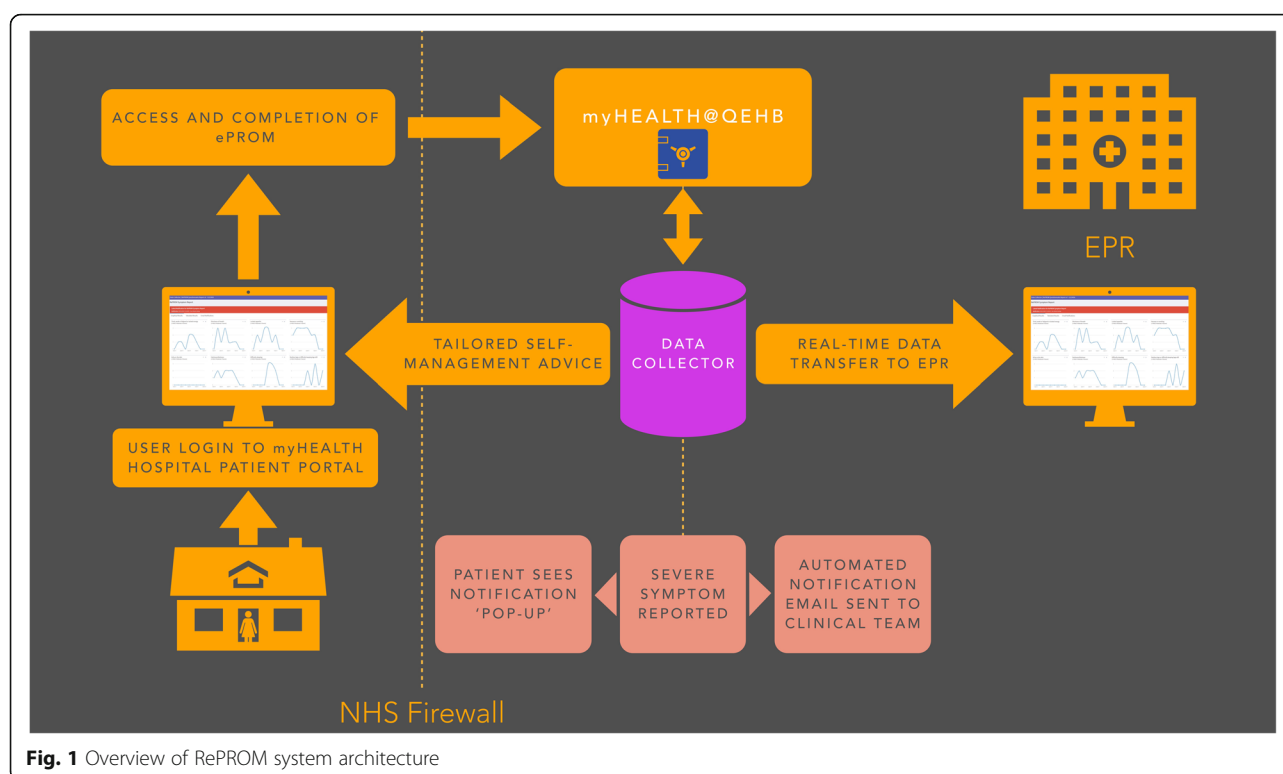 ACCESS AND COMPLETION OF
ePROM
myHEALTH@QEHB
EPR
TAILORED SELF-
MANAGEMENT ADVICE
DATA
COLLECTOR
REAL-TIME DATA
TRANSFER TO EPR
USER LOGIN TO myHEALTH
HOSPITAL PATIENT PORTAL
PATIENT SEES
NOTIFICATION
'POP-UP'
SEVERE
SYMPTOM
REPORTED
AUTOMATED
NOTIFICATION
EMAIL SENT TO
CLINICAL TEAM
NHS Firewall
Fig. 1 Overview of RePROM system architecture